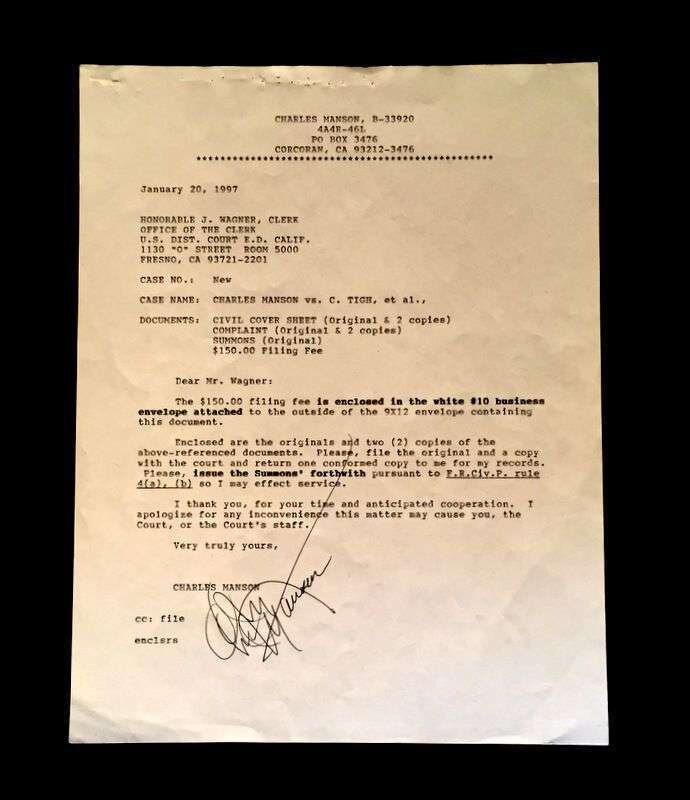 CHARLES MANSON, B-33920
4A4R-46L
PO BOX 3476
CORCORAN, CA 93212-3476
************************************************
January 20, 1997
HONORABLE J. WAGNER, CLERK
OFFICE OF THE CLERK
U.S. DIST. COURT E.D. CALIF.
1130 "O" STREET ROOM 5000
FRESNO, CA 93721-2201
CASE NO.: New
CASE NAME: CHARLES MANSON vs. C. TIGH, et al.,
DOCUMENTS: CIVIL COVER SHEET (Original & 2 copies)
COMPLAINT (Original & 2 copies)
SUMMONS (Original)
$150.00 Filing Fee
Dear Mr. Wagner:
The $150.00 filing fee is enclosed in the white #10 business
envelope attached to the outside of the 9X12 envelope containing
this document.
Enclosed are the originals and two (2) copies of the
above-referenced documents. Please, file the original and a copy
with the court and return one conformed copy to me for my records.
Please, issue the Summons' forthwith pursuant to F.R.Civ.P. rule
4(a), (b) so I may effect service.
I thank you, for your time and anticipated cooperation. I
apologize for any inconvenience this matter may cause you, the
Court, or the Court's staff.
Very truly yours,
CHARLES MANSON
cc: file
enclsrs